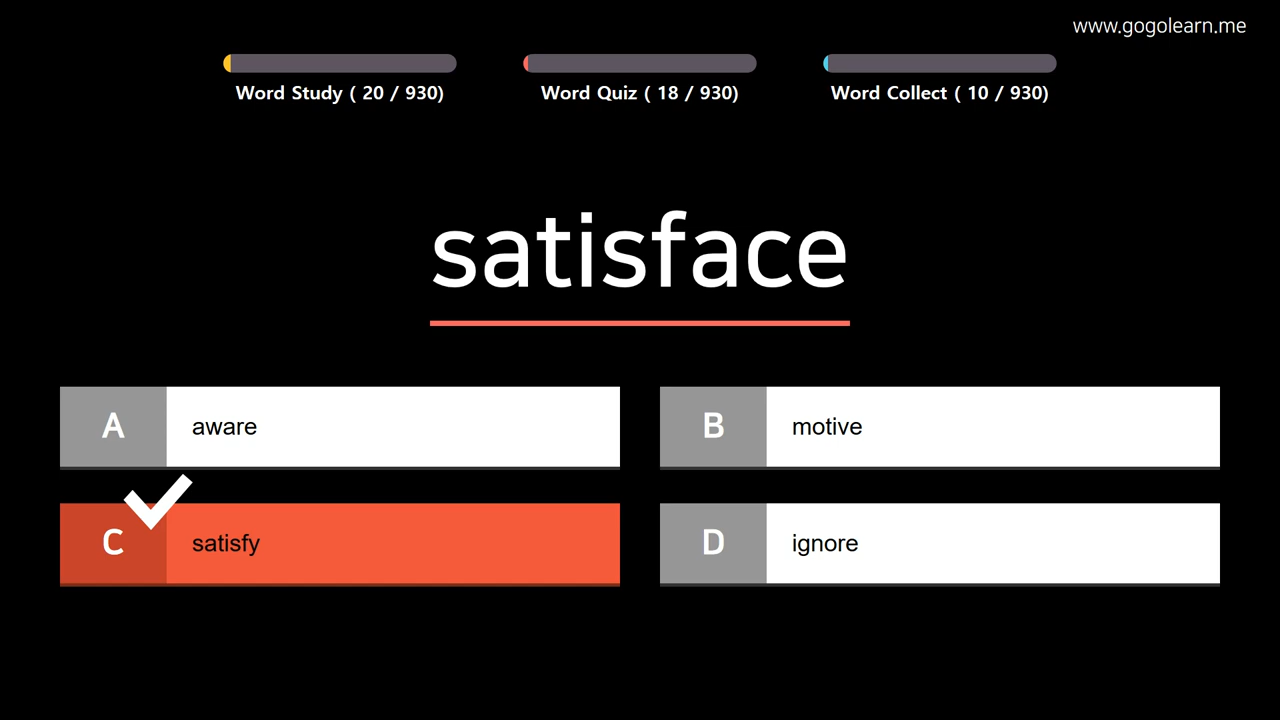 www.gogolearn.me
Word Study ( 20 / 930)
Word Quiz ( 18 / 930)
Word Collect ( 10 / 930)
satisface
A aware
B motive
C satisfy
D ignore